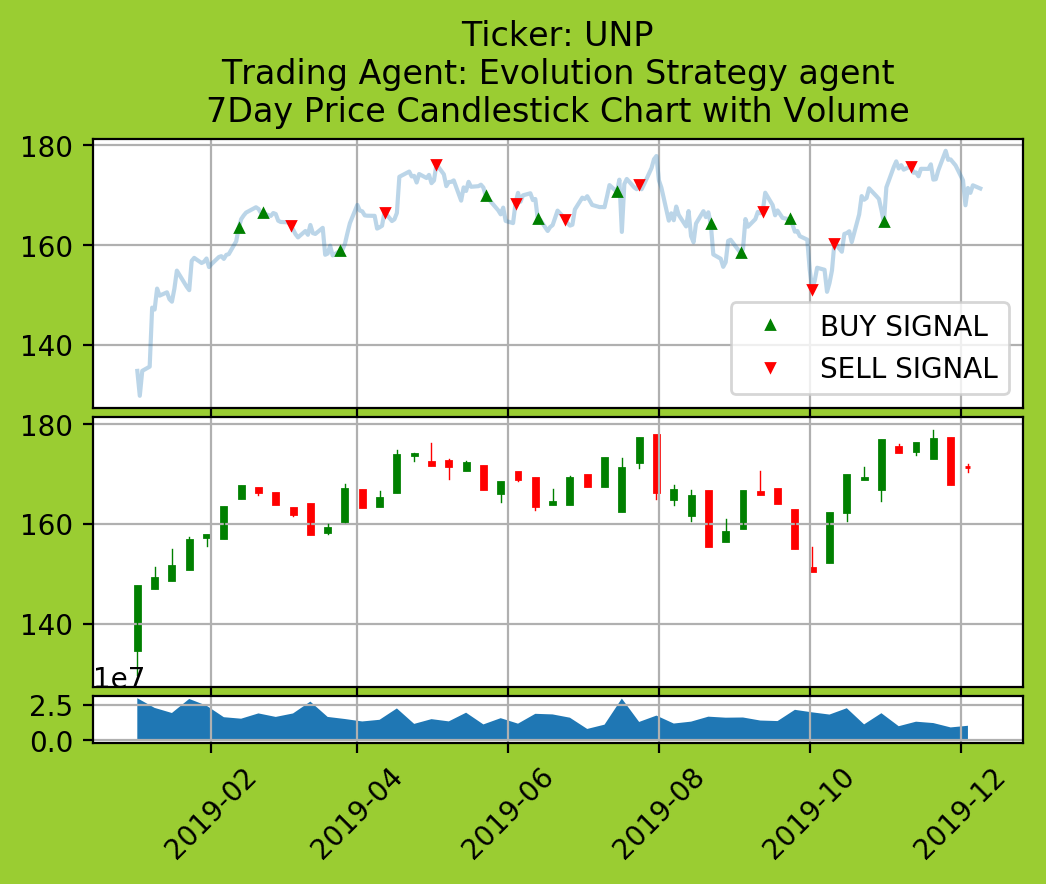 Ticker: UNP
Trading Agent: Evolution Strategy agent
7Day Price Candlestick Chart with Volume
180
160
140
BUY SIGNAL
SELL SIGNAL
180
160
140
1e7
2.5
0.0
2019-02
2019-04
2019-06
2019-08
2019-10
2019-12